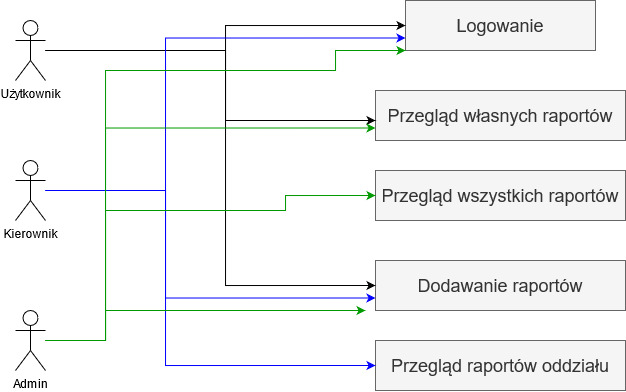 Logowanie
Użytkownik
Przegląd własnych raportów
Przegląd wszystkich raportów
Kierownik
Dodawanie raportów
Przegląd raportów oddziału
Admin